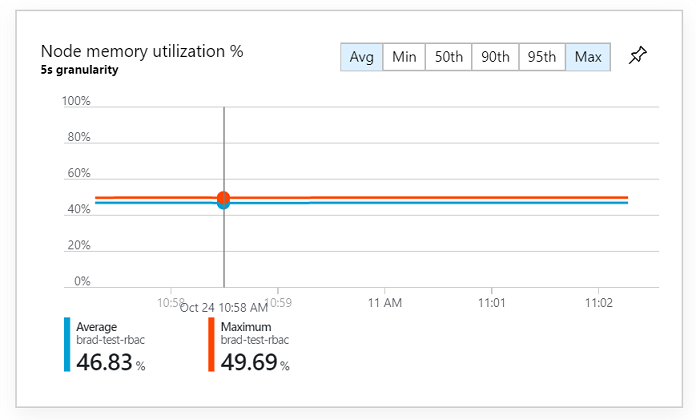 Node memory utilization %
5s granularity
Avg Min 50th 90th 95th Max
100%
80%
60%
40%
20%
0%
10:58 10:59 11 AM 11:01 11:02
Oct 24 10:58 AM
Average Maximum
brad-test-rbac brad-test-rbac
46.83 % 49.69 %